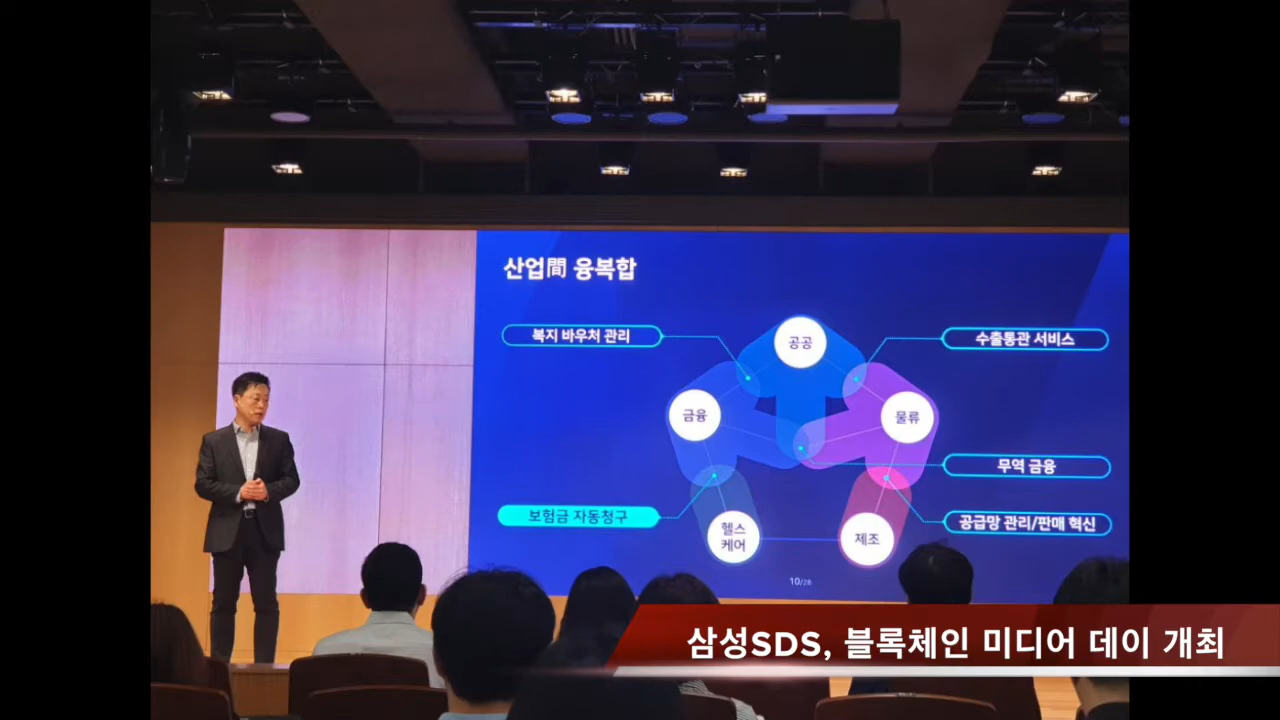 산업間 융복합
복지 바우처 관리
공공
수출통관 서비스
금융
물류
무역 금융
보험금 자동청구
헬스
케어
제조
공급망 관리/판매 혁신
10/28
삼성SDS, 블록체인 미디어 데이 개최